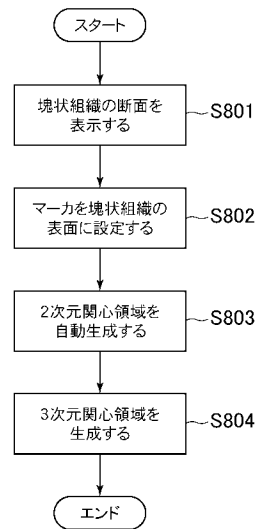 スタート
塊状組織の断面を
表示する
S801
マーカを塊状組織の
表面に設定する
S802
2次元関心領域を
自動生成する
S803
3次元関心領域を
生成する
S804
エンド